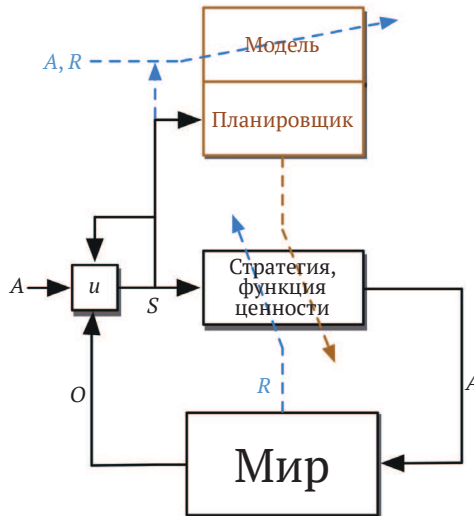 Модель
A, R
Планировщик
A
u
S
Стратегия,
функция
ценности
R
A
O
Мир